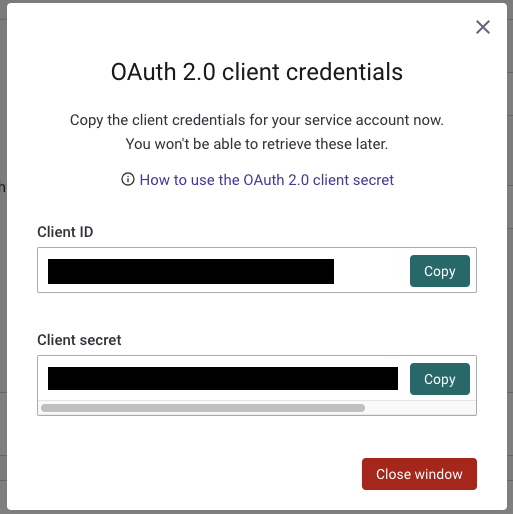 OAuth 2.0 client credentials
Copy the client credentials for your service account now.
You won't be able to retrieve these later.
How to use the OAuth 2.0 client secret
Client ID
Copy
Client secret
Copy
Close window